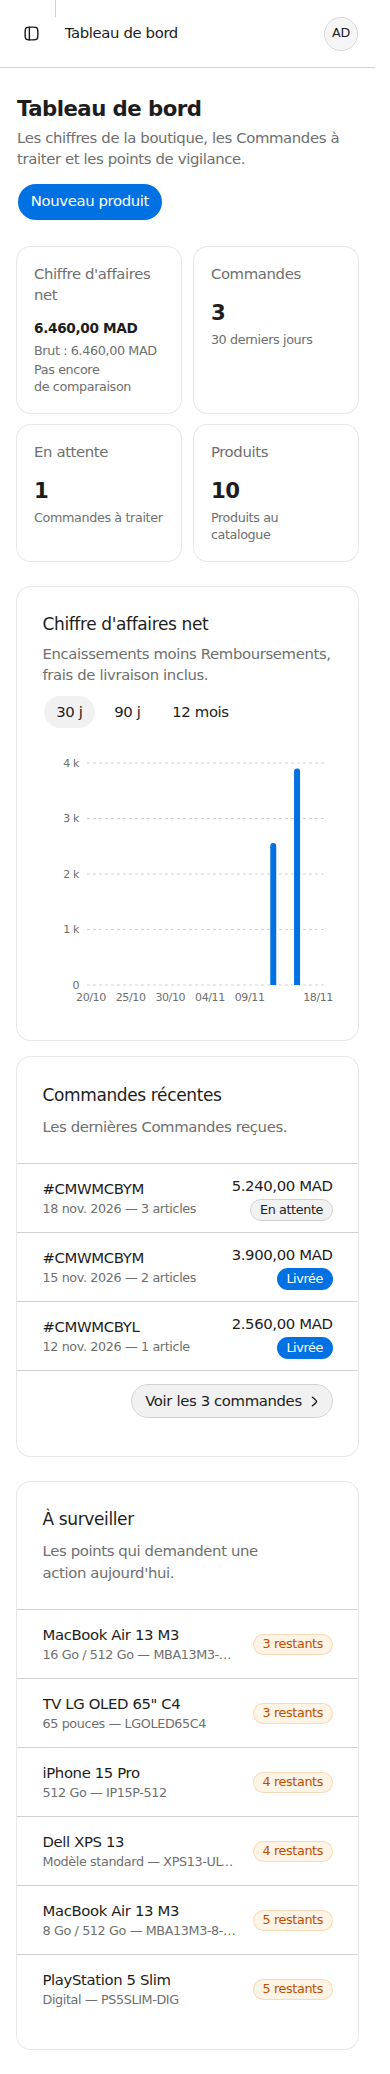 Tableau de bord
AD
Tableau de bord
Les chiffres de la boutique, les Commandes à
traiter et les points de vigilance.
Nouveau produit
Chiffre d'affaires
net
6.460,00 MAD
Brut : 6.460,00 MAD
Pas encore
de comparaison
Commandes
3
30 derniers jours
En attente
1
Commandes à traiter
Produits
10
Produits au
catalogue
Chiffre d'affaires net
Encaissements moins Remboursements,
frais de livraison inclus.
30 j
90 j
12 mois
4 k
3 k
2 k
1 k
0
20/10
25/10
30/10
04/11
09/11
18/11
Commandes récentes
Les dernières Commandes reçues.
#CMWMCBYM
5.240,00 MAD
18 nov. 2026 — 3 articles
En attente
#CMWMCBYM
3.900,00 MAD
15 nov. 2026 — 2 articles
Livrée
#CMWMCBYL
2.560,00 MAD
12 nov. 2026 — 1 article
Livrée
Voir les 3 commandes
À surveiller
Les points qui demandent une
action aujourd'hui.
MacBook Air 13 M3
16 Go / 512 Go — MBA13M3-...
3 restants
TV LG OLED 65" C4
65 pouces — LGOLED65C4
3 restants
iPhone 15 Pro
512 Go — IP15P-512
4 restants
Dell XPS 13
Modèle standard — XPS13-UL...
4 restants
MacBook Air 13 M3
8 Go / 512 Go — MBA13M3-8-...
5 restants
PlayStation 5 Slim
Digital — PS5SLIM-DIG
5 restants